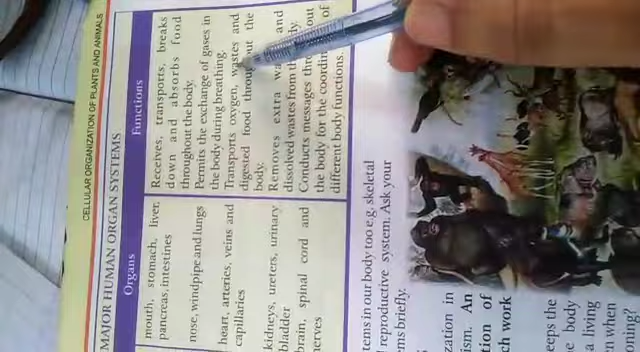 CELLULAR ORGANIZATION OF PLANTS AND ANIMALS
MAJOR HUMAN ORGAN SYSTEMS
Organs
Functions
mouth, stomach, liver,
pancreas, intestines
Receives, transports, breaks
down and absorbs food
throughout the body.
nose, windpipe and lungs
Permits the exchange of gases in
the body during breathing.
heart, arteries, veins and
capillaries
Transports oxygen, wastes and
digested food the
body.
kidneys, ureters, urinary
bladder
Removes extra and
dissolved wastes from
brain, spinal cord and
nerves
Conducts messages
the body for the of
different body functions.
tems in our body too e.g, skeletal
reproductive system. Ask your
ms briefly.
zation in
ism. An
tion of
ch work
eeps the
e body
a living
n when
oning?